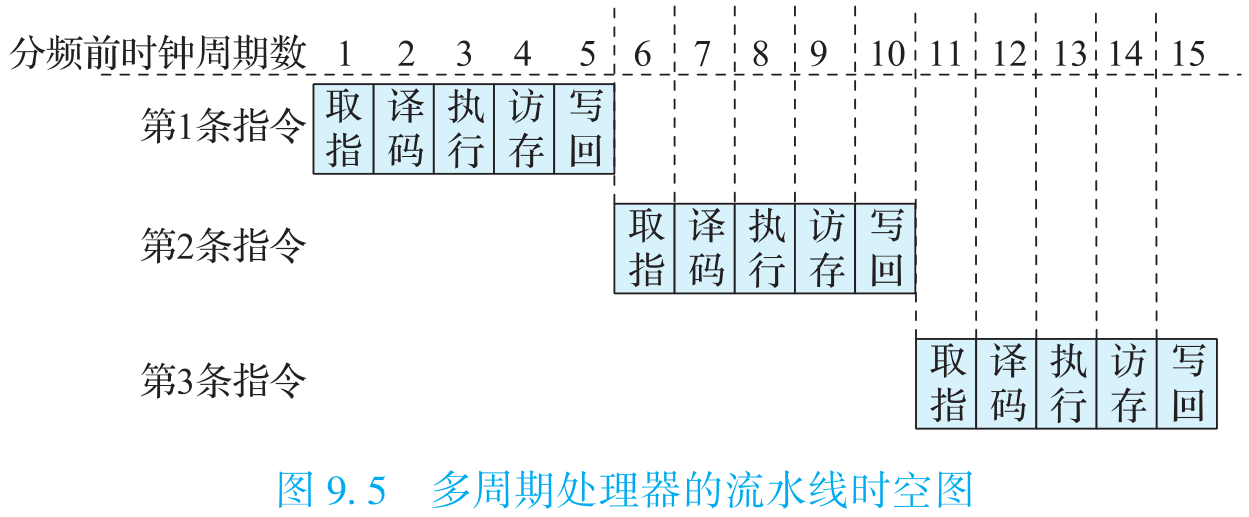 分频前时钟周期数 1 2 3 4 5 6 7 8 9 10 11 12 13 14 15
第1条指令 取指 译码 执行 访存 写回
第2条指令 取指 译码 执行 访存 写回
第3条指令 取指 译码 执行 访存 写回
图 9.5 多周期处理器的流水线时空图